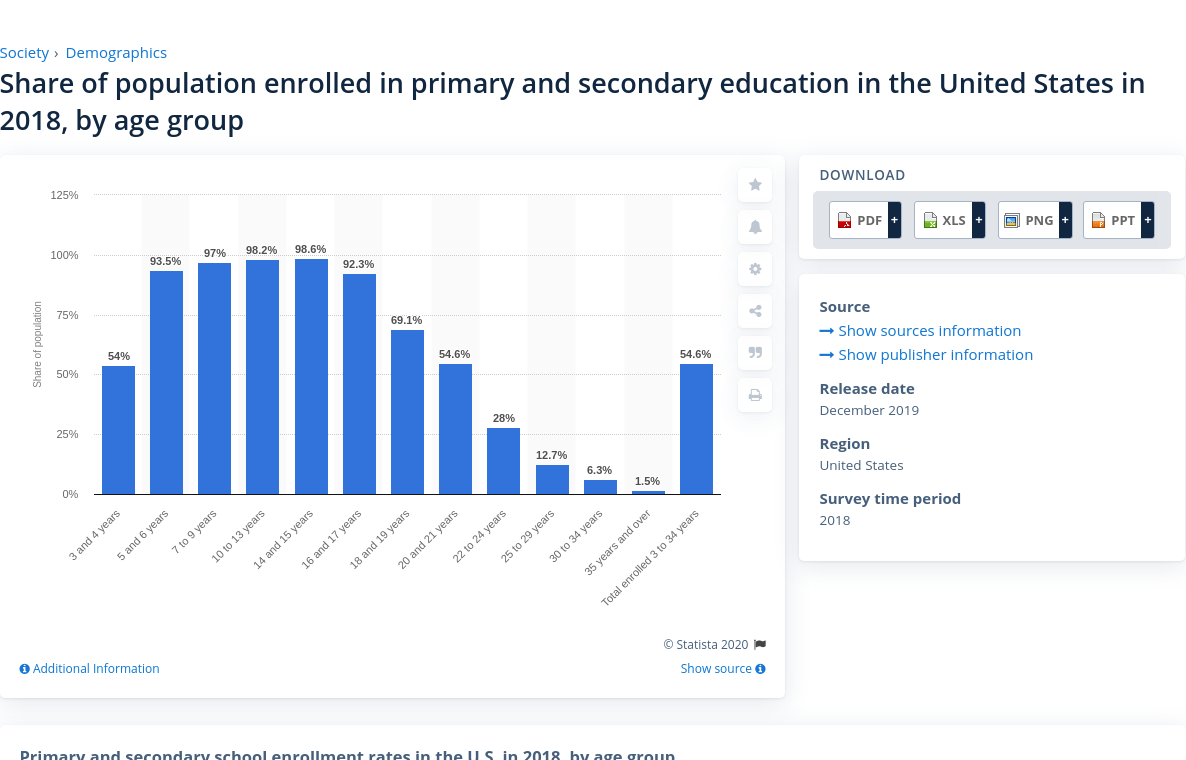 Society › Demographics
Share of population enrolled in primary and secondary education in the United States in
2018, by age group
125%
100%
75%
50%
25%
0%
Share of population
54%
93.5%
97%
98.2%
98.6%
92.3%
69.1%
54.6%
28%
12.7%
6.3%
1.5%
54.6%
3 and 4 years
5 and 6 years
7 to 9 years
10 to 13 years
14 and 15 years
16 and 17 years
18 and 19 years
20 and 21 years
22 to 24 years
25 to 29 years
30 to 34 years
35 years and over
Total enrolled 3 to 34 years
© Statista 2020
Additional Information
Show source
DOWNLOAD
PDF + XLS + PNG + PPT +
Source
Show sources information
Show publisher information
Release date
December 2019
Region
United States
Survey time period
2018
Primary and secondary school enrollment rates in the U.S. in 2018, by age group